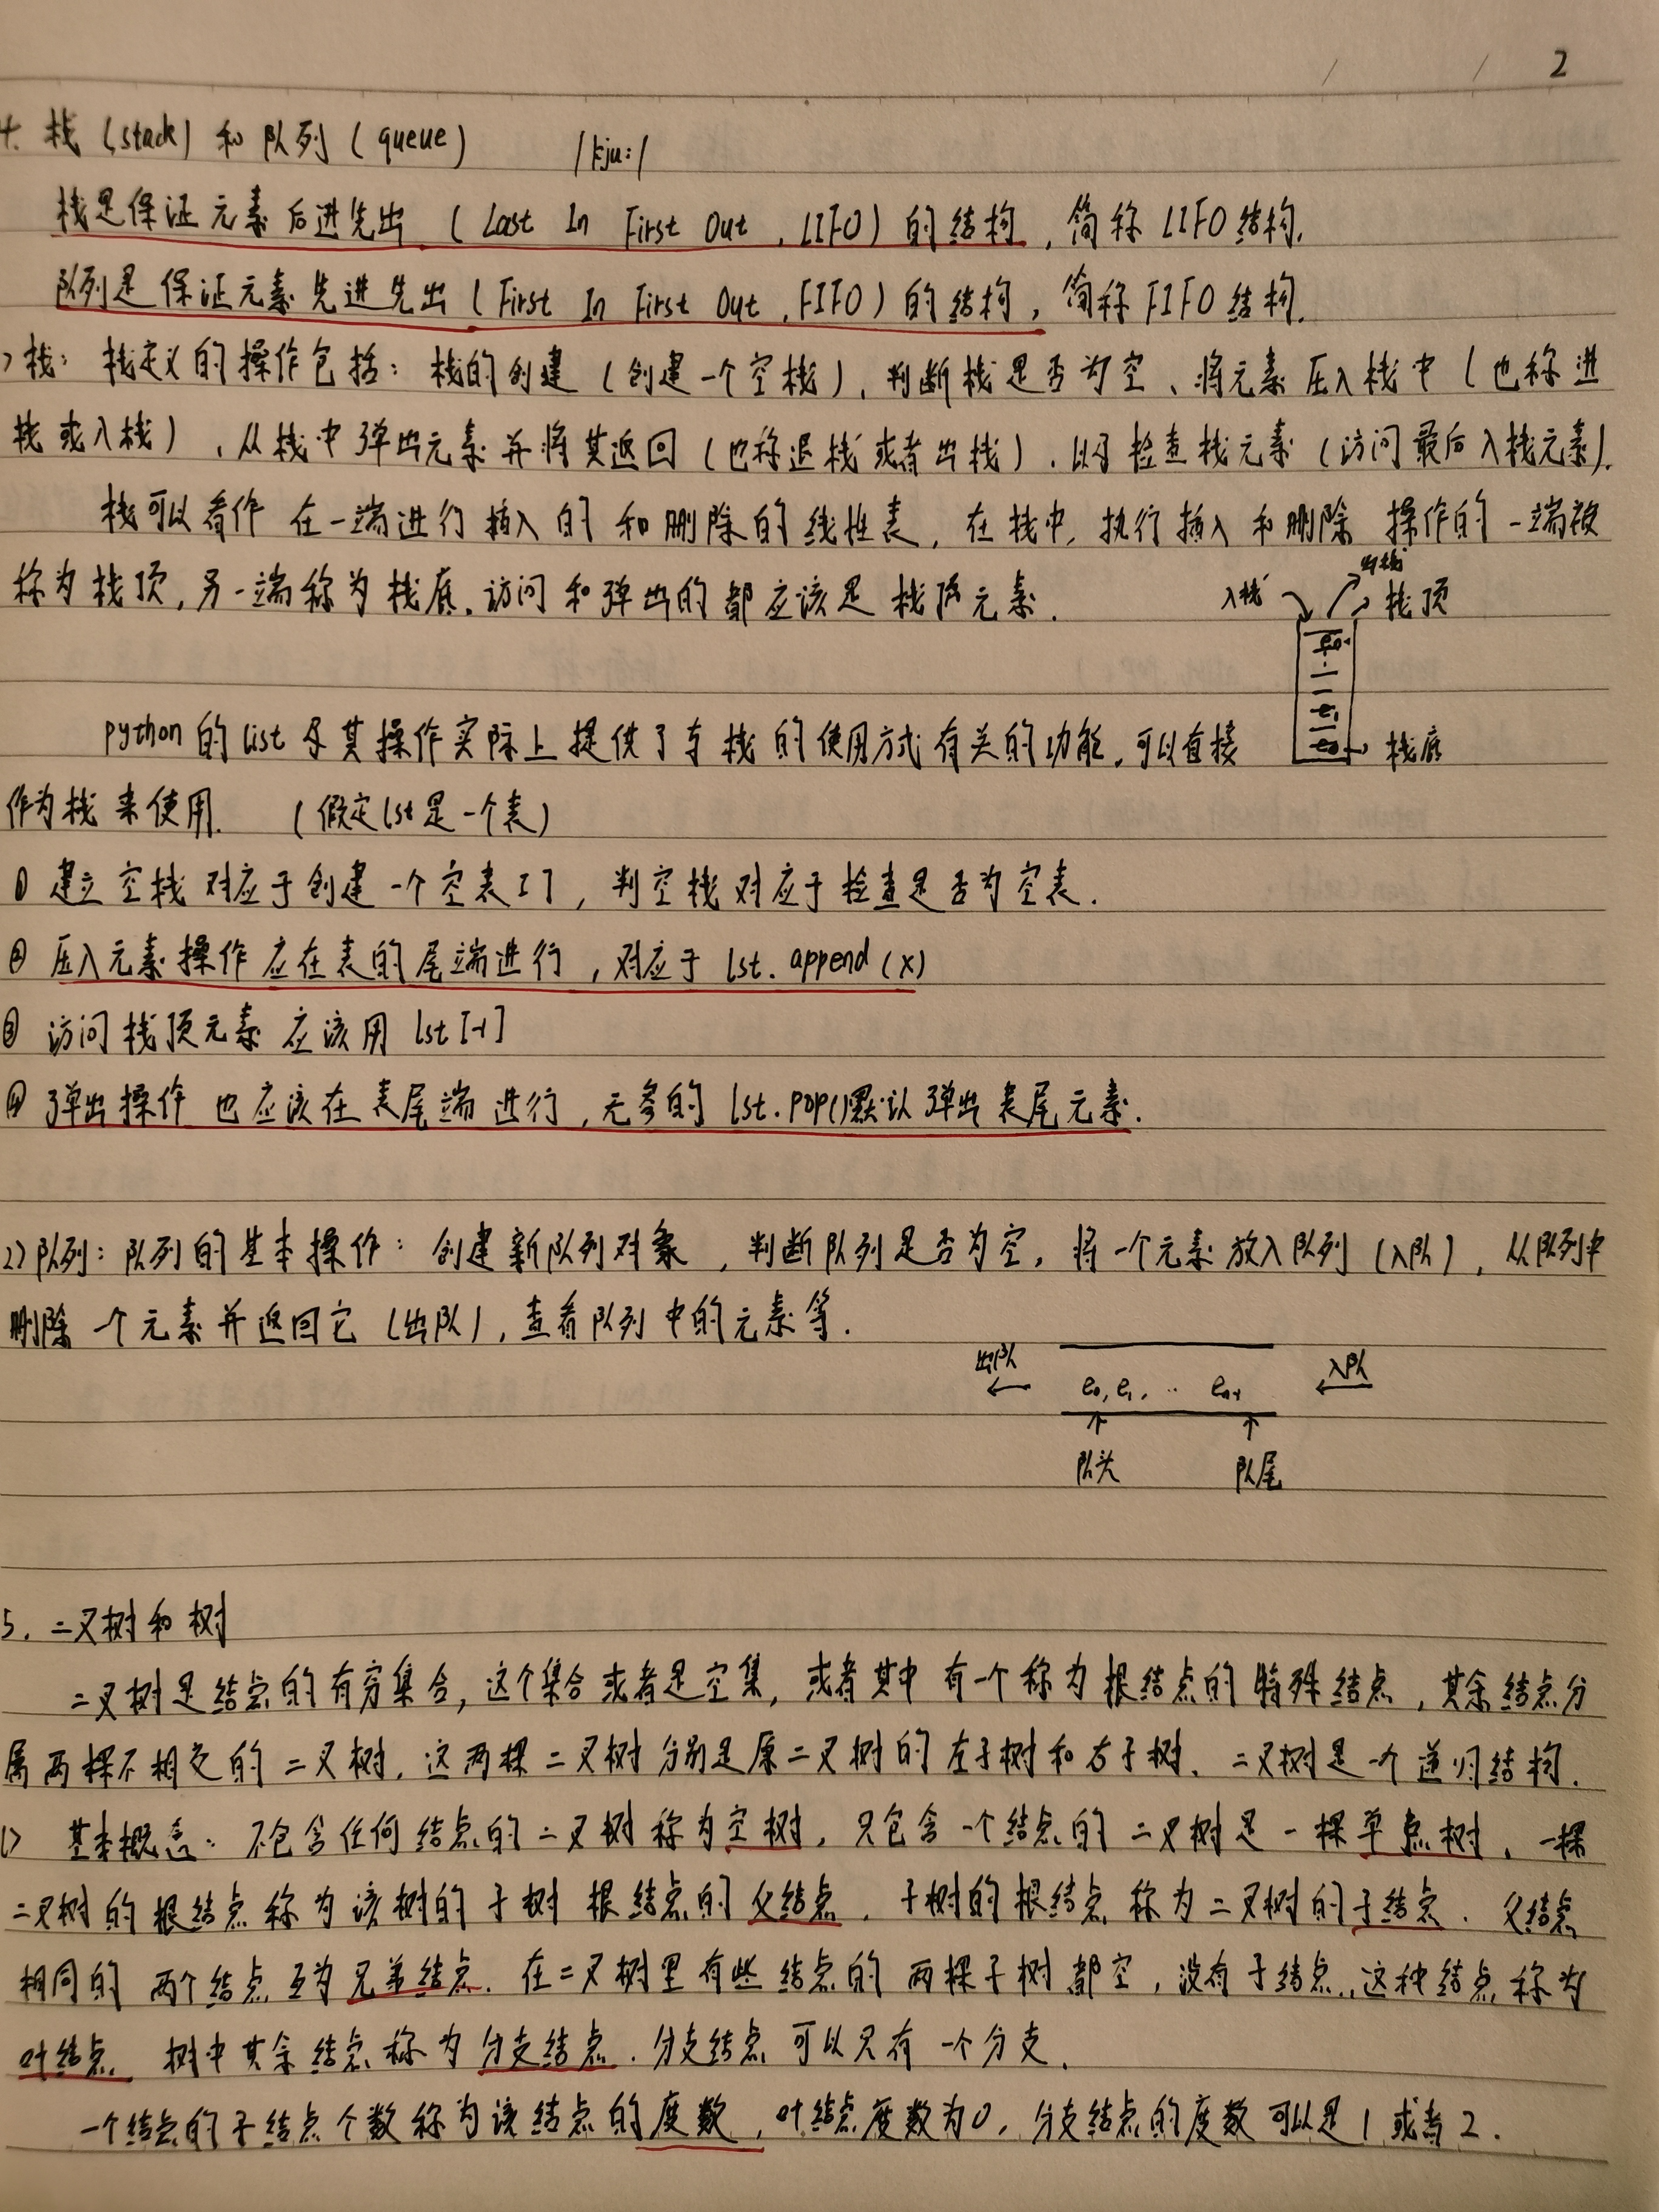 2
4. 栈 (stack) 和 队列 (queue) /kju:/
栈是保证元素后进先出 (Last In First Out, LIFO) 的结构, 简称 LIFO 结构.
队列是保证元素先进先出 (First In First Out, FIFO) 的结构, 简称 FIFO 结构.
栈: 栈定义的操作包括: 栈的创建 (创建一个空栈), 判断栈是否为空、将元素压入栈中 (也称进
栈或入栈), 从栈中弹出元素并将其返回 (也称退栈或者出栈), 以及检查栈元素 (访问最后入栈元素).
栈可以看作在一端进行插入的和删除的线性表, 在栈中, 执行插入和删除操作的一端被
称为栈顶, 另一端称为栈底. 访问和弹出的都应该是栈顶元素.
入栈 出栈 栈顶
e1
e0
栈底
python的list及其操作实际上提供了与栈的使用方式有关的功能, 可以直接
作为栈来使用. (假定lst是一个表)
① 建立空栈对应于创建一个空表[], 判空栈对应于检查是否为空表.
② 压入元素操作应在表的尾端进行, 对应于 lst.append(x)
③ 访问栈顶元素应该用 lst[-1]
④ 弹出操作也应该在表尾端进行, 无参的 lst.pop()默认弹出表尾元素.
2) 队列: 队列的基本操作: 创建新队列对象, 判断队列是否为空, 将一个元素放入队列 (入队), 从队列中
删除一个元素并返回它 (出队), 查看队列中的元素等.
出队 ← e0, e1, ... en-1 ← 入队
↑ ↑
队头 队尾
5. 二叉树和树
二叉树是结点的有穷集合, 这个集合或者是空集, 或者其中有一个称为根结点的特殊结点, 其余结点分
属两棵不相交的二叉树, 这两棵二叉树分别是原二叉树的左子树和右子树. 二叉树是一个递归结构.
1) 基本概念: 不包含任何结点的二叉树称为空树, 只包含一个结点的二叉树是一棵单点树, 一棵
二叉树的根结点称为该树的子树根结点的父结点, 子树的根结点称为二叉树的子结点. 父结点
相同的两个结点互为兄弟结点. 在二叉树里有些结点的两棵子树都空, 没有子结点, 这种结点称为
叶结点. 树中其余结点称为分支结点. 分支结点可以只有一个分支.
一个结点的子结点个数称为该结点的度数, 叶结点度数为0, 分支结点的度数可以是1或者2.